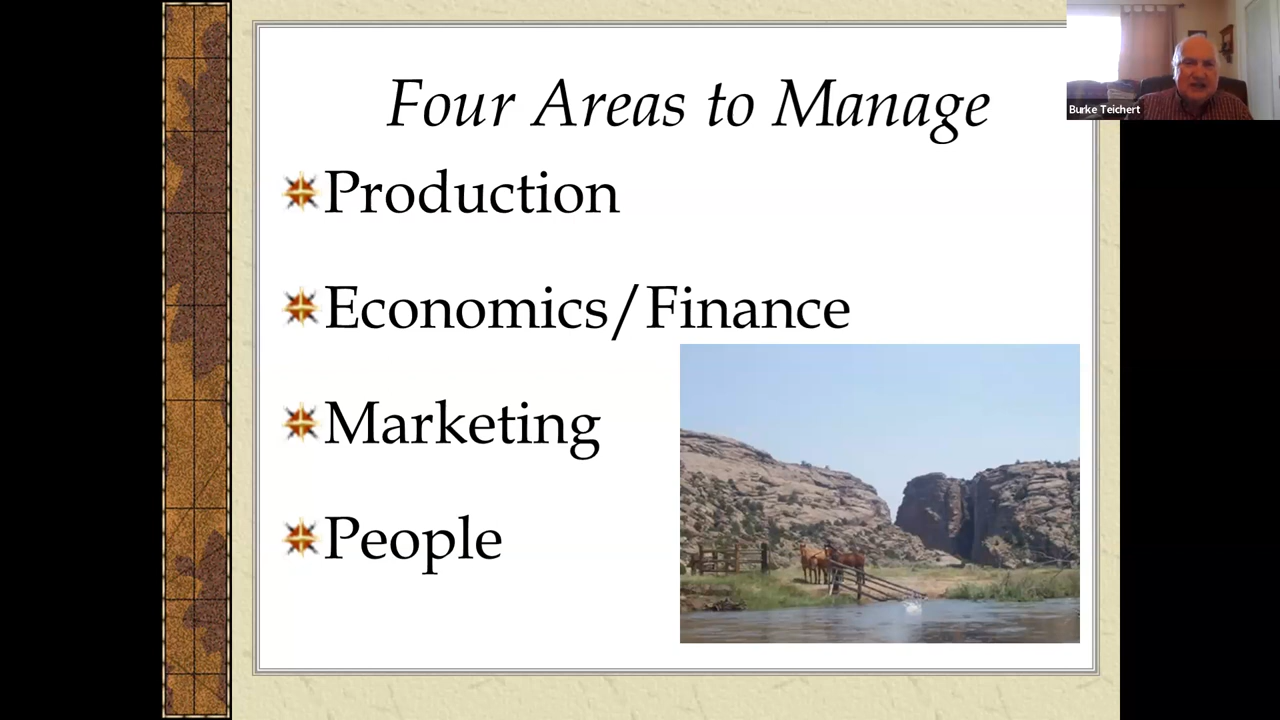 Four Areas to Manage
Production
Economics/Finance
Marketing
People
Burke Teichert